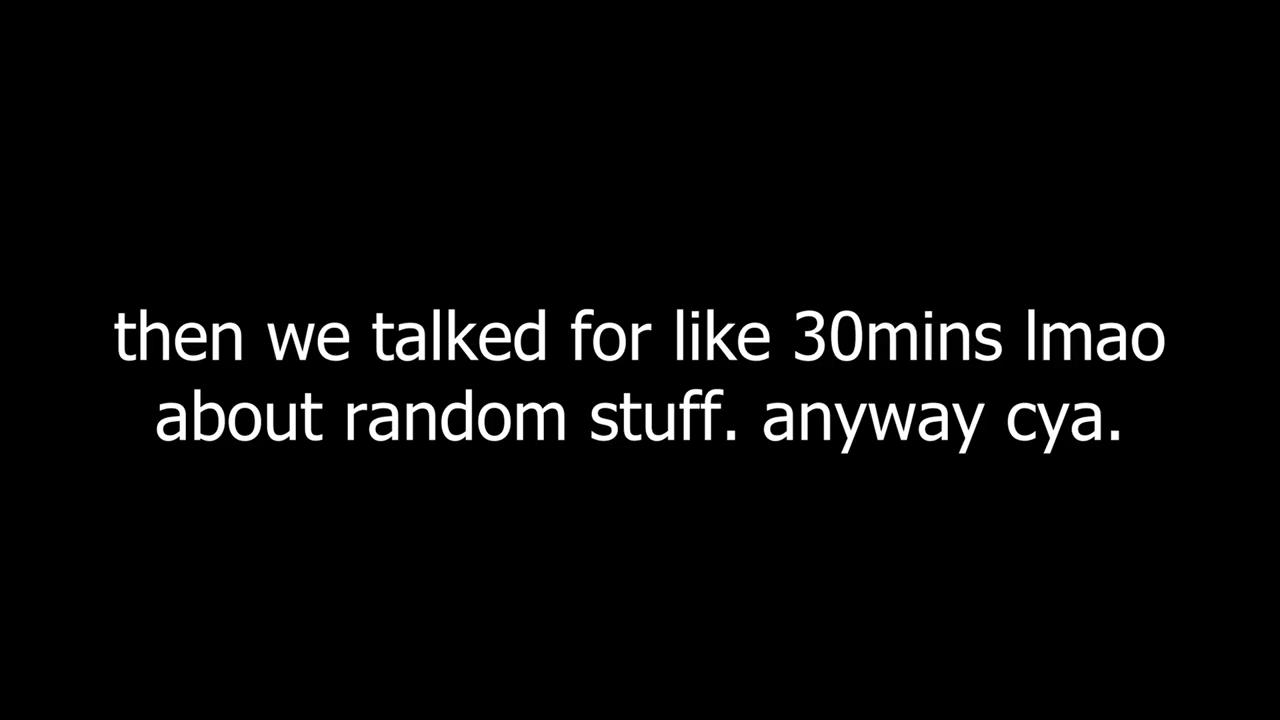 then we talked for like 30mins lmao
about random stuff. anyway cya.